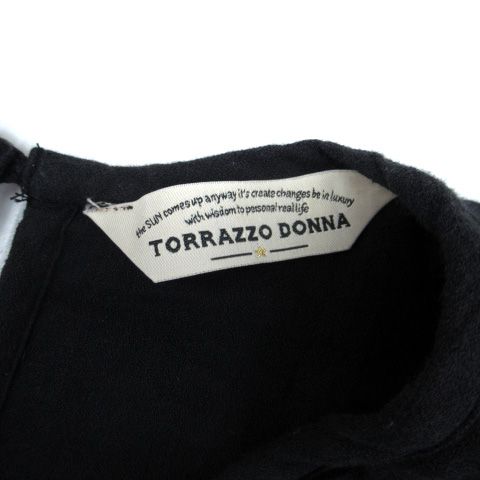 the SUN comes up anyway it's create changes be in luxury
with wisdom to personal real life
TORRAZZO DONNA